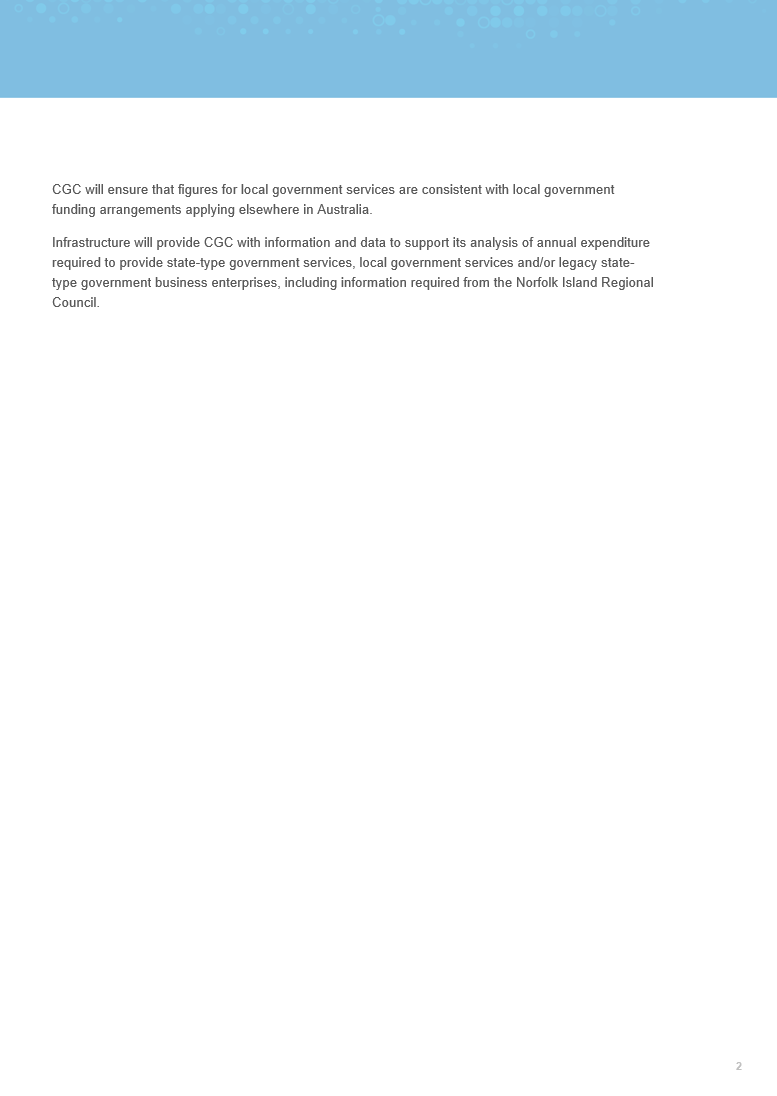 CGC will ensure that figures for local government services are consistent with local government
funding arrangements applying elsewhere in Australia.
Infrastructure will provide CGC with information and data to support its analysis of annual expenditure
required to provide state-type government services, local government services and/or legacy state-
type government business enterprises, including information required from the Norfolk Island Regional
Council.
2